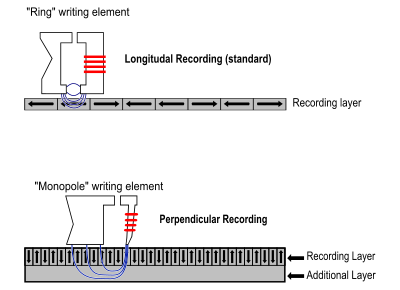 "Ring" writing element
Longitudal Recording (standard)
Recording layer
"Monopole" writing element
Perpendicular Recording
Recording Layer
Additional Layer